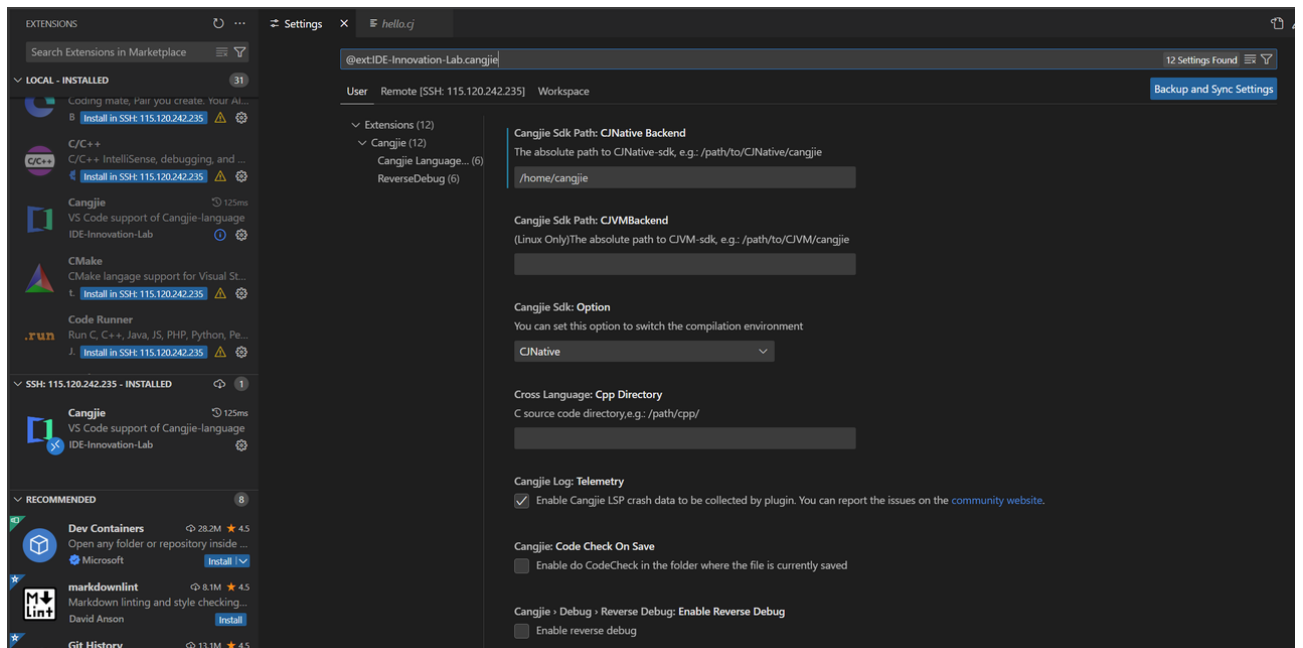 EXTENSIONS
Search Extensions in Marketplace
LOCAL - INSTALLED 31
Coding mate, Pair you create. Your AI...
B Install in SSH: 115.120.242.235
C/C++
C/C++ IntelliSense, debugging, and ...
Install in SSH: 115.120.242.235
Cangjie 125ms
VS Code support of Cangjie-language
IDE-Innovation-Lab
CMake
CMake langage support for Visual St...
t. Install in SSH: 115.120.242.235
Code Runner
.run
Run C, C++, Java, JS, PHP, Python, Pe...
J. Install in SSH: 115.120.242.235
SSH: 115.120.242.235 - INSTALLED 1
Cangjie 125ms
VS Code support of Cangjie-language
IDE-Innovation-Lab
RECOMMENDED 8
Dev Containers 28.2M 4.5
Open any folder or repository inside ...
Microsoft Install
markdownlint 8.1M 4.5
Markdown linting and style checking...
David Anson Install
Git History 13.1M 4.5
Settings
hello.cj
@ext:IDE-Innovation-Lab.cangjie
12 Settings Found
User Remote [SSH: 115.120.242.235] Workspace
Backup and Sync Settings
Extensions (12)
Cangjie (12)
Cangjie Language... (6)
ReverseDebug (6)
Cangjie Sdk Path: CJNative Backend
The absolute path to CJNative-sdk, e.g.: /path/to/CJNative/cangjie
/home/cangjie
Cangjie Sdk Path: CJVMBackend
(Linux Only)The absolute path to CJVM-sdk, e.g.: /path/to/CJVM/cangjie
Cangjie Sdk: Option
You can set this option to switch the compilation environment
CJNative
Cross Language: Cpp Directory
C source code directory,e.g.: /path/cpp/
Cangjie Log: Telemetry
Enable Cangjie LSP crash data to be collected by plugin. You can report the issues on the community website.
Cangjie: Code Check On Save
Enable do CodeCheck in the folder where the file is currently saved
Cangjie › Debug › Reverse Debug: Enable Reverse Debug
Enable reverse debug